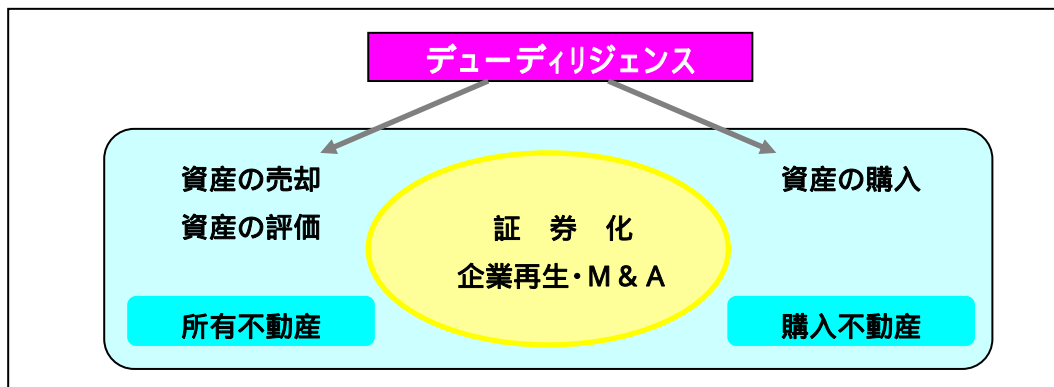 デューディリジェンス
資産の売却
資産の評価
証 券 化
企業再生・M & A
資産の購入
所有不動産
購入不動産